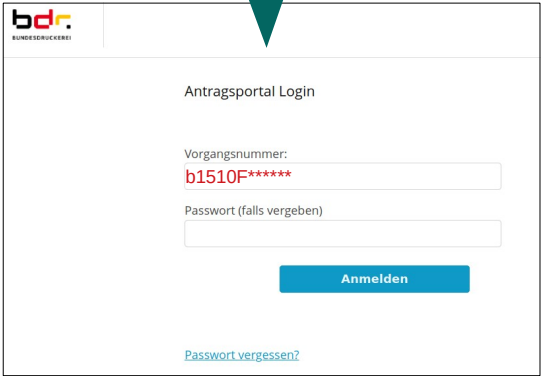 bdr.
BUNDESDRUCKEREI
Antragsportal Login
Vorgangsnummer:
b1510F******
Passwort (falls vergeben)
Anmelden
Passwort vergessen?